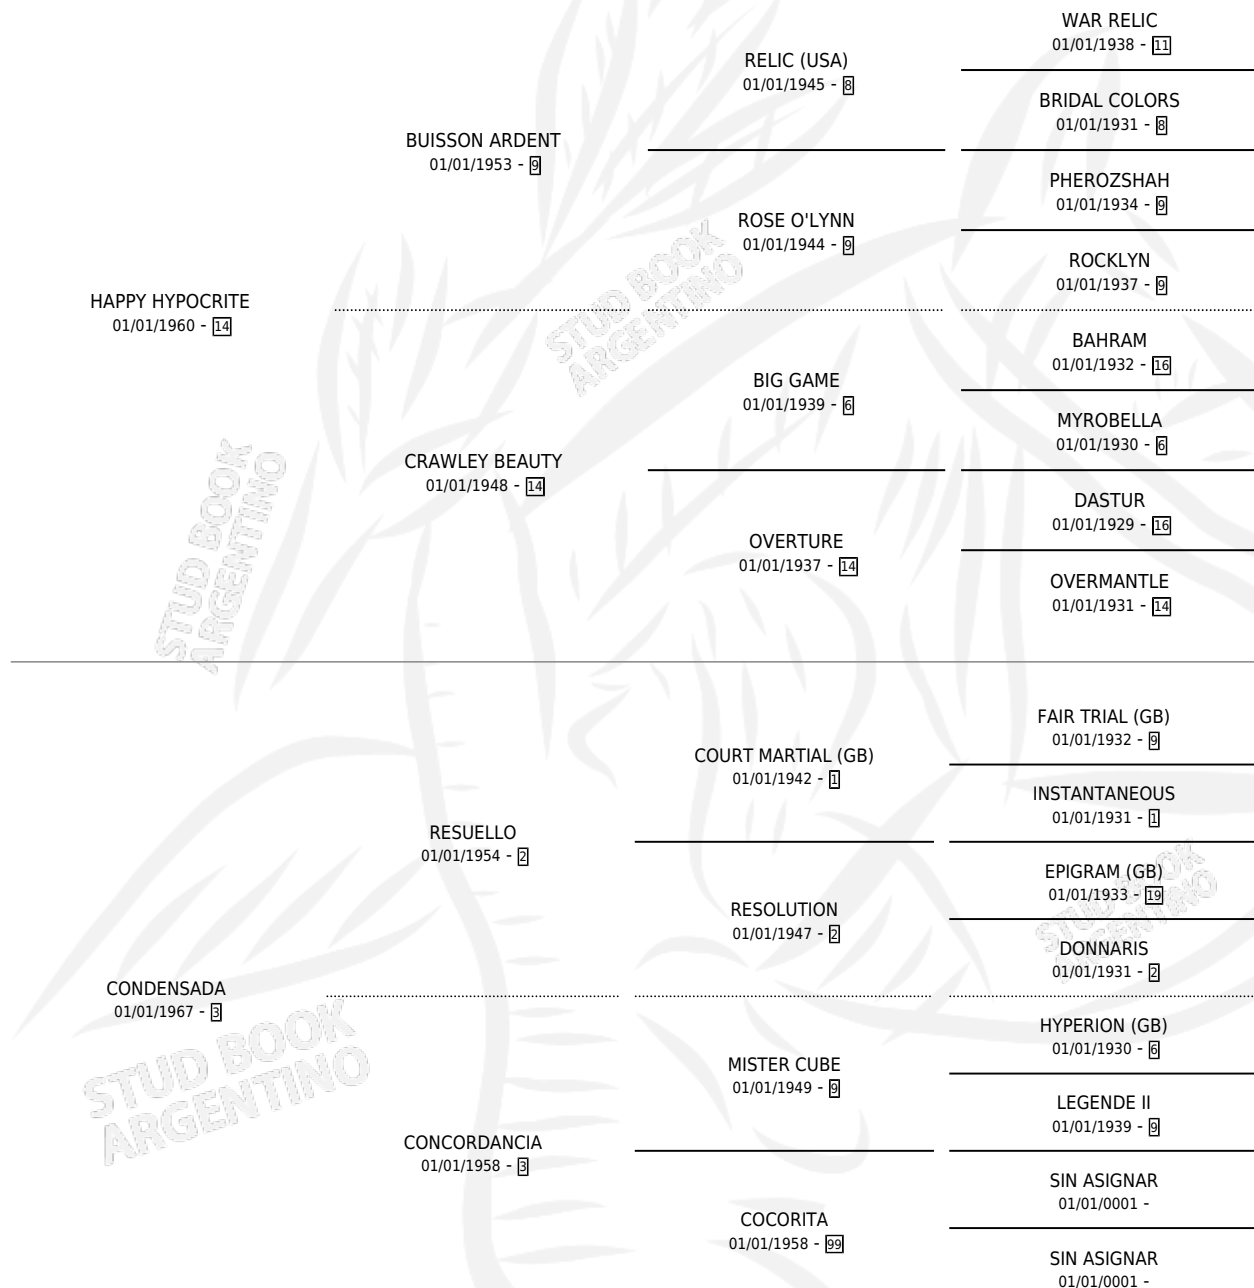 WAR RELIC
01/01/1938 - 11
RELIC (USA)
01/01/1945 - 8
BRIDAL COLORS
01/01/1931 - 8
BUISSON ARDENT
01/01/1953 - 9
PHEROZSHAH
01/01/1934 - 9
ROSE O'LYNN
01/01/1944 - 9
ROCKLYN
01/01/1937 - 9
HAPPY HYPOCRITE
01/01/1960 - 14
BAHRAM
01/01/1932 - 16
BIG GAME
01/01/1939 - 6
MYROBELLA
01/01/1930 - 6
CRAWLEY BEAUTY
01/01/1948 - 14
DASTUR
01/01/1929 - 16
OVERTURE
01/01/1937 - 14
OVERMANTLE
01/01/1931 - 14
FAIR TRIAL (GB)
01/01/1932 - 9
COURT MARTIAL (GB)
01/01/1942 - 1
INSTANTANEOUS
01/01/1931 - 1
RESUELLO
01/01/1954 - 2
EPIGRAM (GB)
01/01/1933 - 19
RESOLUTION
01/01/1947 - 2
DONNARIS
01/01/1931 - 2
CONDENSADA
01/01/1967 - 3
HYPERION (GB)
01/01/1930 - 6
MISTER CUBE
01/01/1949 - 9
LEGENDE II
01/01/1939 - 9
CONCORDANCIA
01/01/1958 - 3
SIN ASIGNAR
01/01/0001 -
COCORITA
01/01/1958 - 99
SIN ASIGNAR
01/01/0001 -
STUD BOOK
ARGENTINO
STUD BOOK
ARGENTINO
STUD BOOK
ARGENTINO
STUD BOOK
ARGENTINO